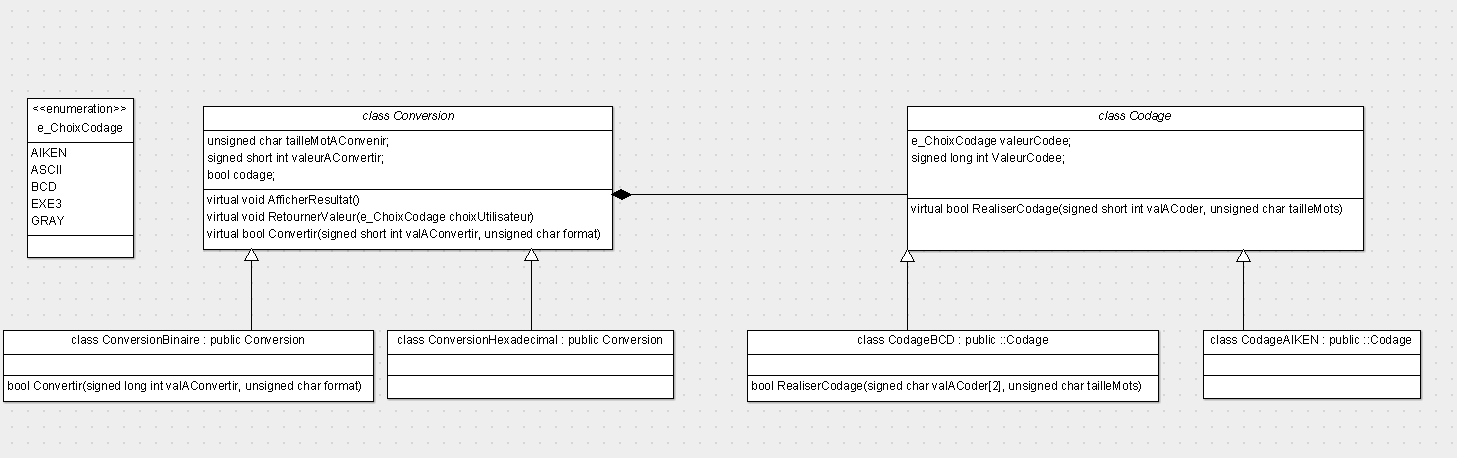 <<enumeration>>
e_ChoixCodage
AIKEN
ASCII
BCD
EXE3
GRAY
class Conversion
unsigned char tailleMotAConvenir;
signed short int valeurAConvertir;
bool codage;
virtual void AfficherResultat()
virtual void RetournerValeur(e_ChoixCodage choixUtilisateur)
virtual bool Convertir(signed short int valAConvertir, unsigned char format)
class Codage
e_ChoixCodage valeurCodee;
signed long int ValeurCodee;
virtual bool RealiserCodage(signed short int valACoder, unsigned char tailleMots)
class ConversionBinaire : public Conversion
bool Convertir(signed long int valAConvertir, unsigned char format)
class ConversionHexadecimal : public Conversion
class CodageBCD : public ::Codage
bool RealiserCodage(signed char valACoder[2], unsigned char tailleMots)
class CodageAIKEN : public ::Codage